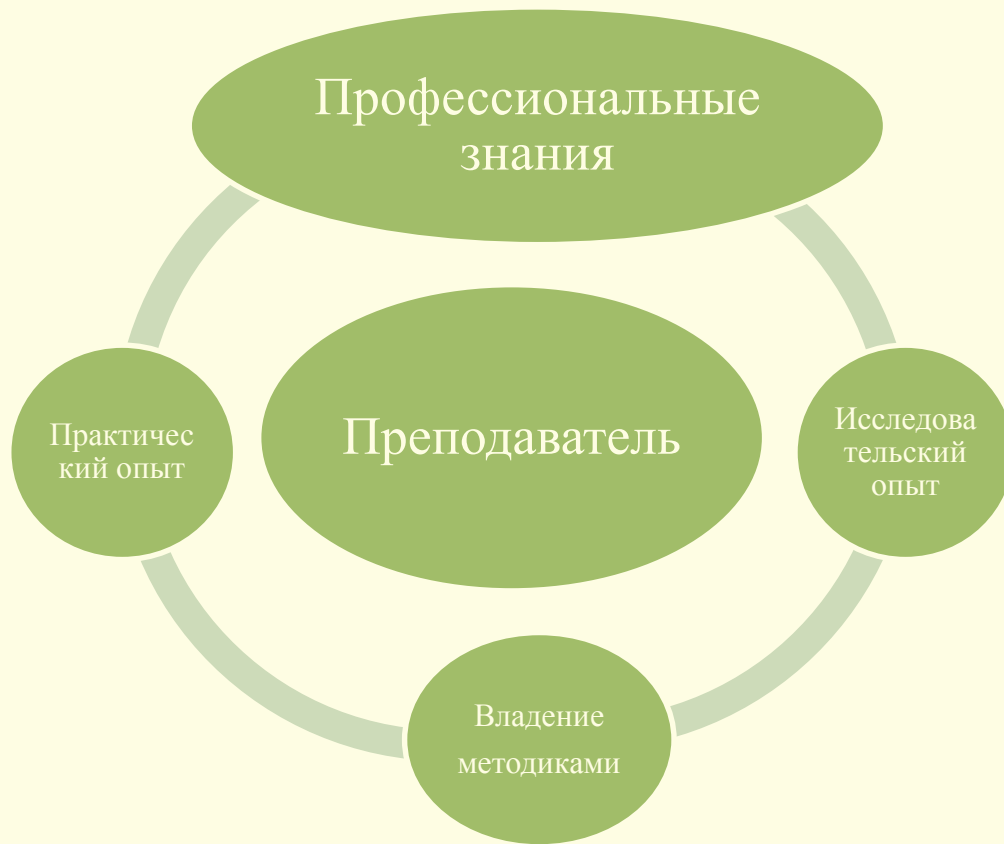 Профессиональные
знания
Преподаватель
Практичес
кий опыт
Исследова
тельский
опыт
Владение
методиками